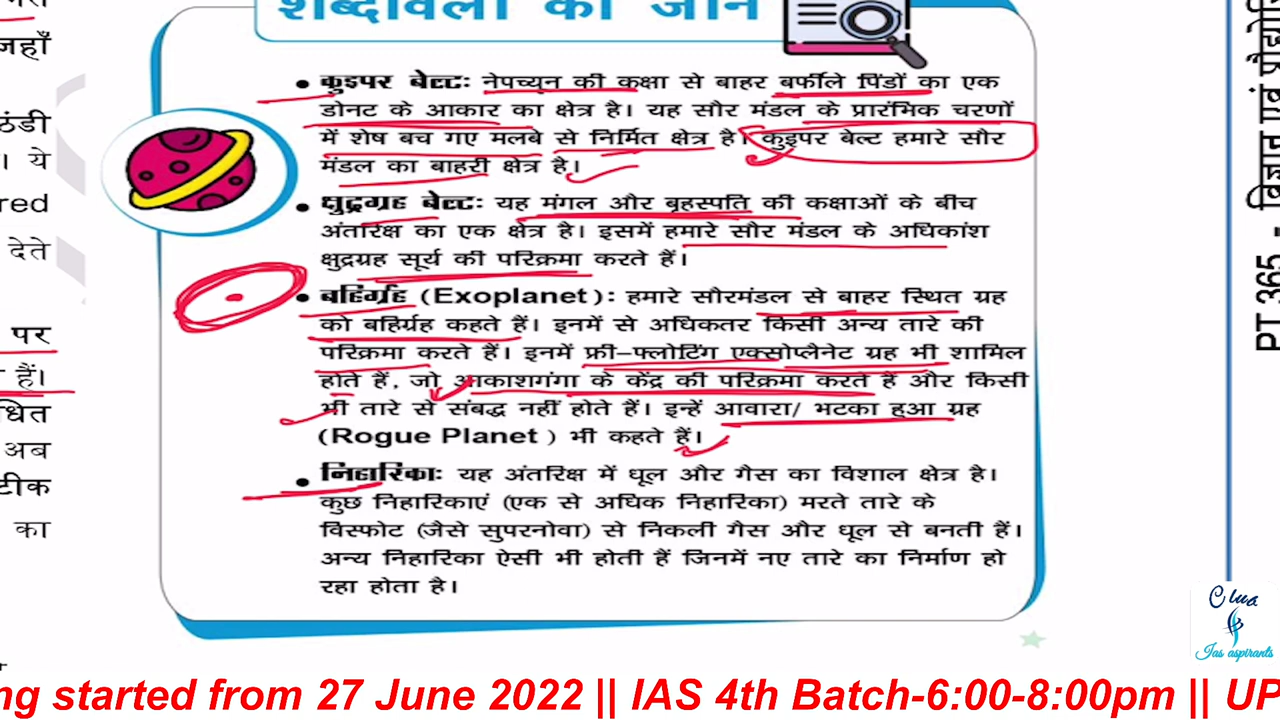 शब्दावली को जानें
जहाँ
ठंडी
। ये
red
देते
पर
हैं।
अब
टीक
का
• कुइपर बेल्टः नेपच्यून की कक्षा से बाहर बर्फीले पिंडों का एक
डोनट के आकार का क्षेत्र है। यह सौर मंडल के प्रारंभिक चरणों
में शेष बच गए मलबे से निर्मित क्षेत्र है। कुइपर बेल्ट हमारे सौर
मंडल का बाहरी क्षेत्र है।
• क्षुद्रग्रह बेल्टः यह मंगल और बृहस्पति की कक्षाओं के बीच
अंतरिक्ष का एक क्षेत्र है। इसमें हमारे सौर मंडल के अधिकांश
क्षुद्रग्रह सूर्य की परिक्रमा करते हैं।
• बहिर्ग्रह (Exoplanet): हमारे सौरमंडल से बाहर स्थित ग्रह
को बहिर्ग्रह कहते हैं। इनमें से अधिकतर किसी अन्य तारे की
परिक्रमा करते हैं। इनमें फ्री-फ्लोटिंग एक्सोप्लैनेट ग्रह भी शामिल
होते हैं, जो आकाशगंगा के केंद्र की परिक्रमा करते हैं और किसी
भी तारे से संबद्ध नहीं होते हैं। इन्हें आवारा/ भटका हुआ ग्रह
(Rogue Planet ) भी कहते हैं।
• निहारिकाः यह अंतरिक्ष में धूल और गैस का विशाल क्षेत्र है।
कुछ निहारिकाएं (एक से अधिक निहारिका) मरते तारे के
विस्फोट (जैसे सुपरनोवा) से निकली गैस और धूल से बनती हैं।
अन्य निहारिका ऐसी भी होती हैं जिनमें नए तारे का निर्माण हो
रहा होता है।
PT 365 - विज्ञान एवं प्रौद्योगि
Clue
Ias aspirants
ng started from 27 June 2022 || IAS 4th Batch-6:00-8:00pm || UP